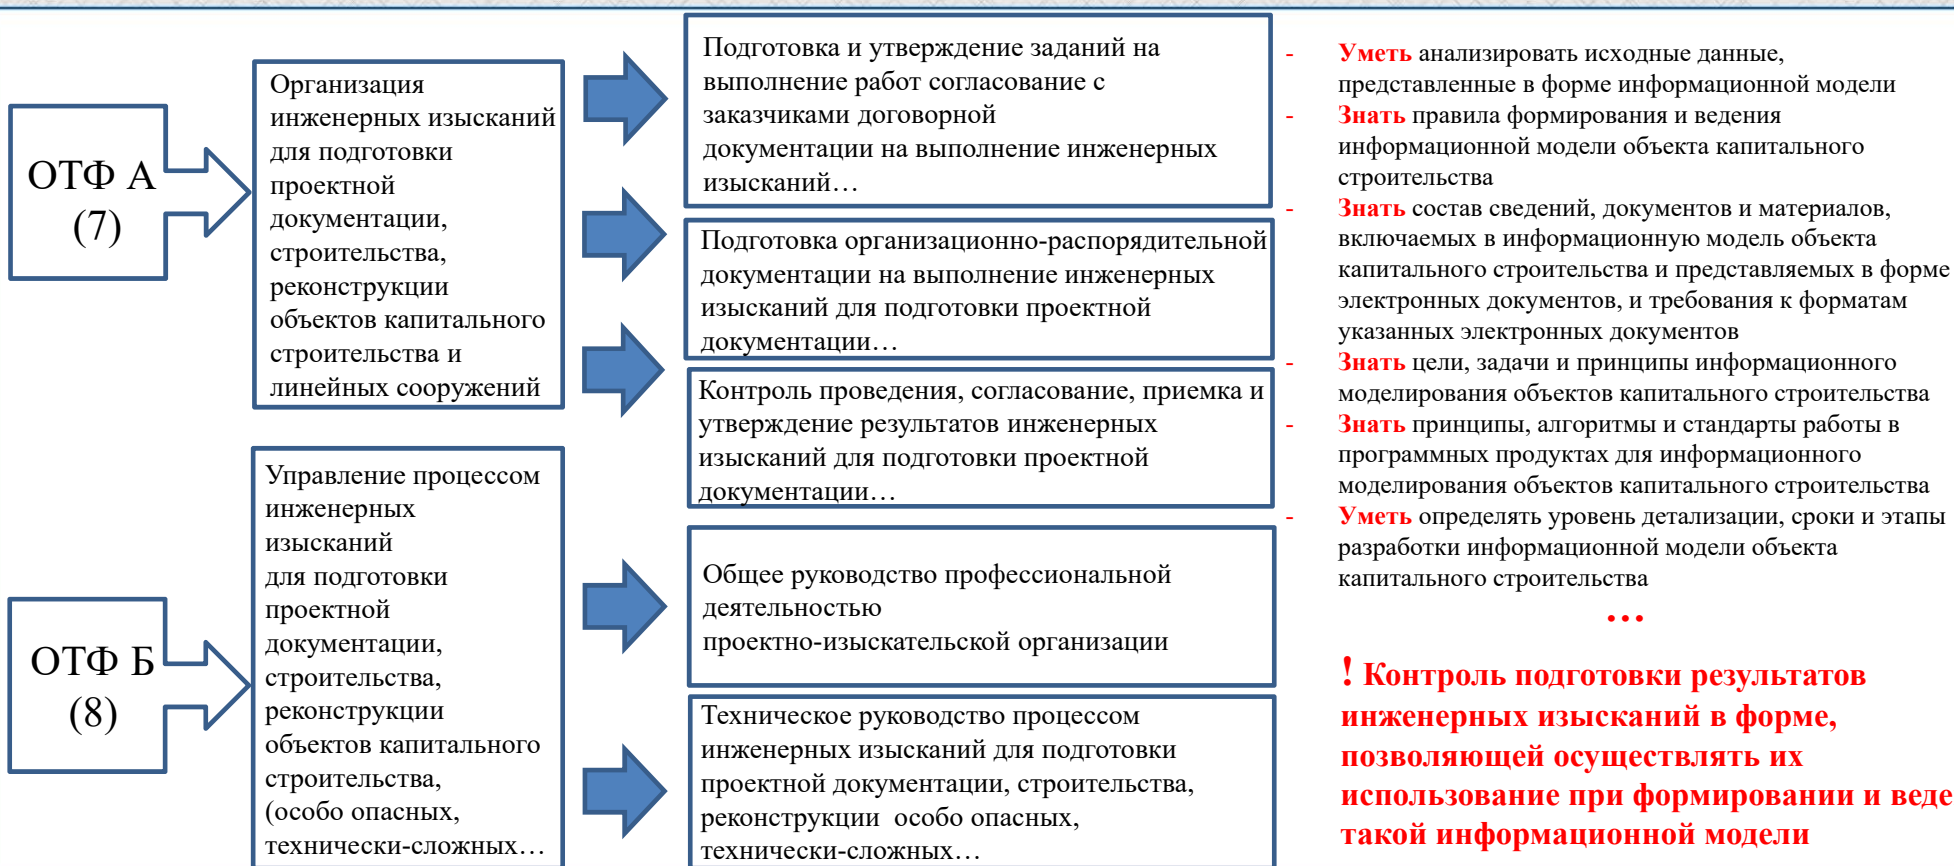 ОТФ А
(7)
Организация
инженерных изысканий
для подготовки
проектной
документации,
строительства,
реконструкции
объектов капитального
строительства и
линейных сооружений
Подготовка и утверждение заданий на
выполнение работ согласование с
заказчиками договорной
документации на выполнение инженерных
изысканий…
Подготовка организационно-распорядительной
документации на выполнение инженерных
изысканий для подготовки проектной
документации…
Контроль проведения, согласование, приемка и
утверждение результатов инженерных
изысканий для подготовки проектной
документации…
ОТФ Б
(8)
Управление процессом
инженерных
изысканий
для подготовки
проектной
документации,
строительства,
реконструкции
объектов капитального
строительства,
(особо опасных,
технически-сложных…
Общее руководство профессиональной
деятельностью
проектно-изыскательской организации
Техническое руководство процессом
инженерных изысканий для подготовки
проектной документации, строительства,
реконструкции особо опасных,
технически-сложных…
- Уметь анализировать исходные данные,
представленные в форме информационной модели
- Знать правила формирования и ведения
информационной модели объекта капитального
строительства
- Знать состав сведений, документов и материалов,
включаемых в информационную модель объекта
капитального строительства и представляемых в форме
электронных документов, и требования к форматам
указанных электронных документов
- Знать цели, задачи и принципы информационного
моделирования объектов капитального строительства
- Знать принципы, алгоритмы и стандарты работы в
программных продуктах для информационного
моделирования объектов капитального строительства
- Уметь определять уровень детализации, сроки и этапы
разработки информационной модели объекта
капитального строительства
…
! Контроль подготовки результатов
инженерных изысканий в форме,
позволяющей осуществлять их
использование при формировании и веде
такой информационной модели